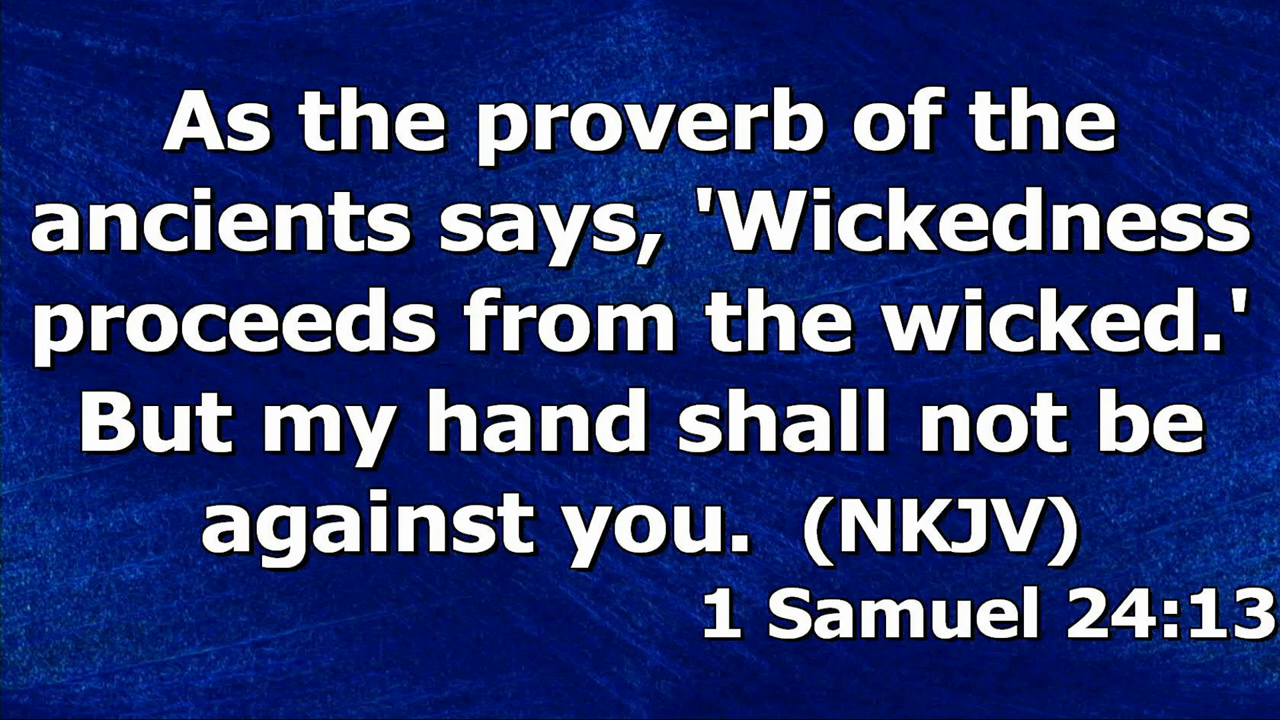 As the proverb of the
ancients says, 'Wickedness
proceeds from the wicked.'
But my hand shall not be
against you.  (NKJV)
1 Samuel 24:13